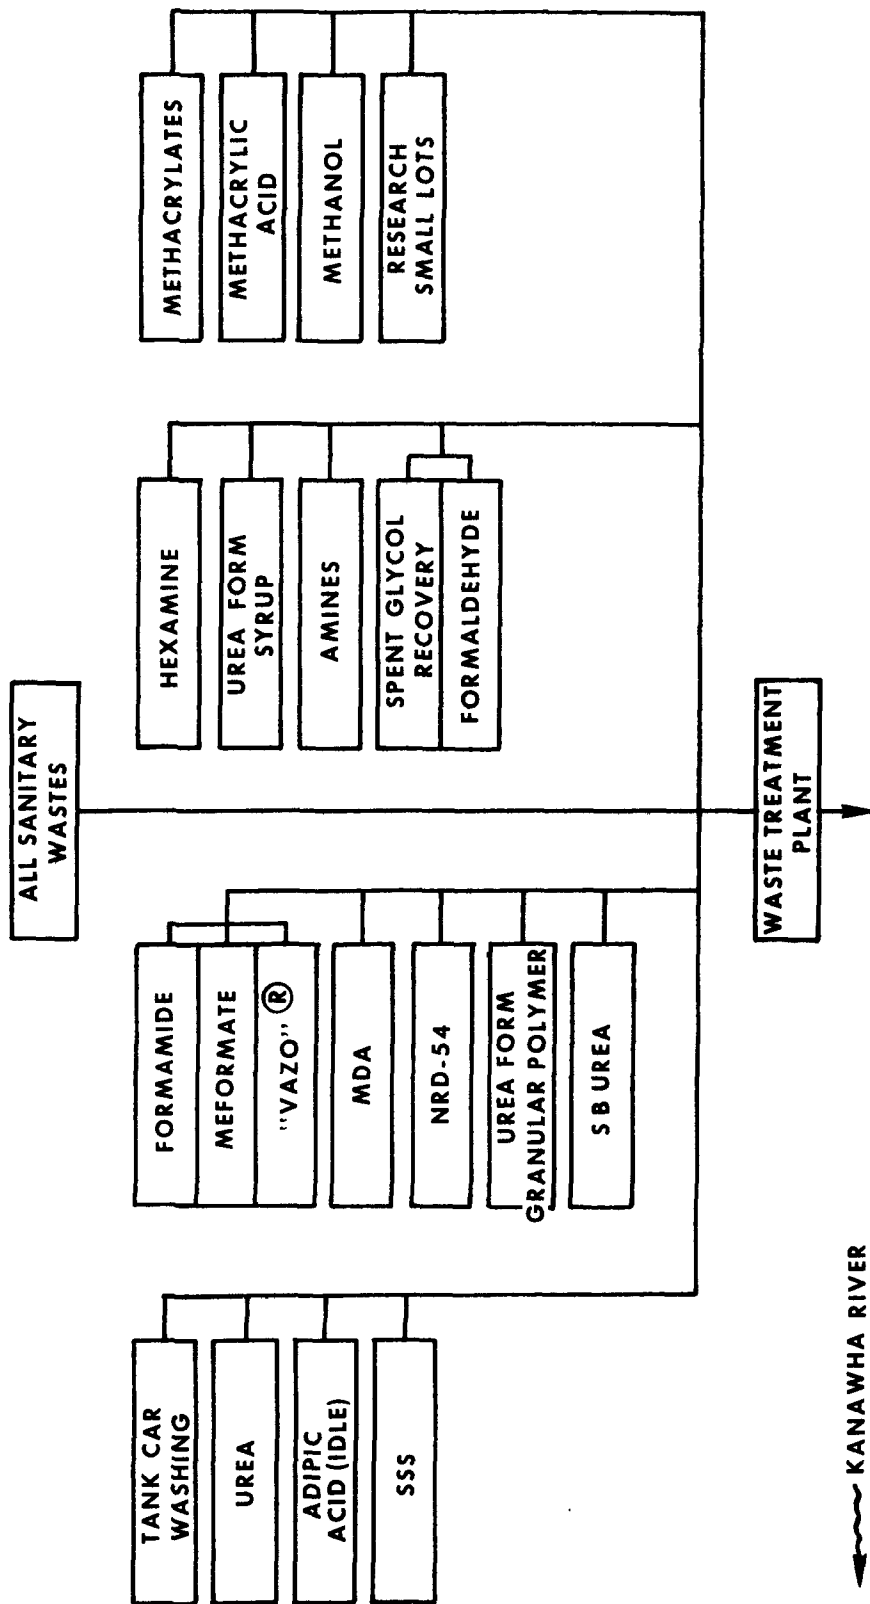 ALL SANITARY
WASTES
TANK CAR
WASHING
UREA
ADIPIC
ACID (IDLE)
SSS
FORMAMIDE
MEFORMATE
"VAZO" ®
MDA
NRD-54
UREA FORM
GRANULAR POLYMER
SB UREA
HEXAMINE
UREA FORM
SYRUP
AMINES
SPENT GLYCOL
RECOVERY
FORMALDEHYDE
METHACRYLATES
METHACRYLIC
ACID
METHANOL
RESEARCH
SMALL LOTS
WASTE TREATMENT
PLANT
KANAWHA RIVER